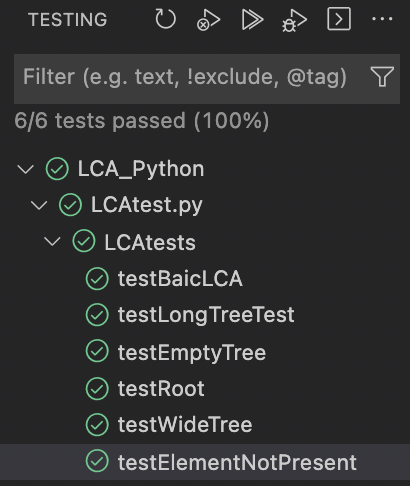 TESTING
Filter (e.g. text, !exclude, @tag)
6/6 tests passed (100%)
LCA_Python
LCAtest.py
LCAtests
testBaicLCA
testLongTreeTest
testEmptyTree
testRoot
testWideTree
testElementNotPresent